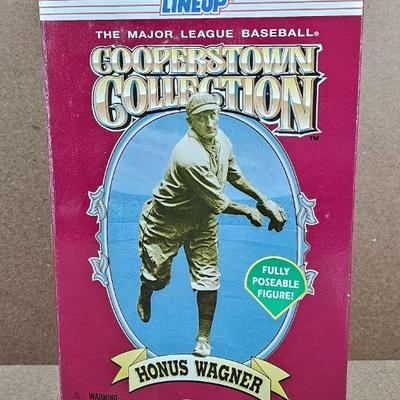 LINEUP
THE MAJOR LEAGUE BASEBALL®
COOPERSTOWN
COLLECTION
TM
FULLY
POSEABLE
FIGURE!
HONUS WAGNER
WARNING: